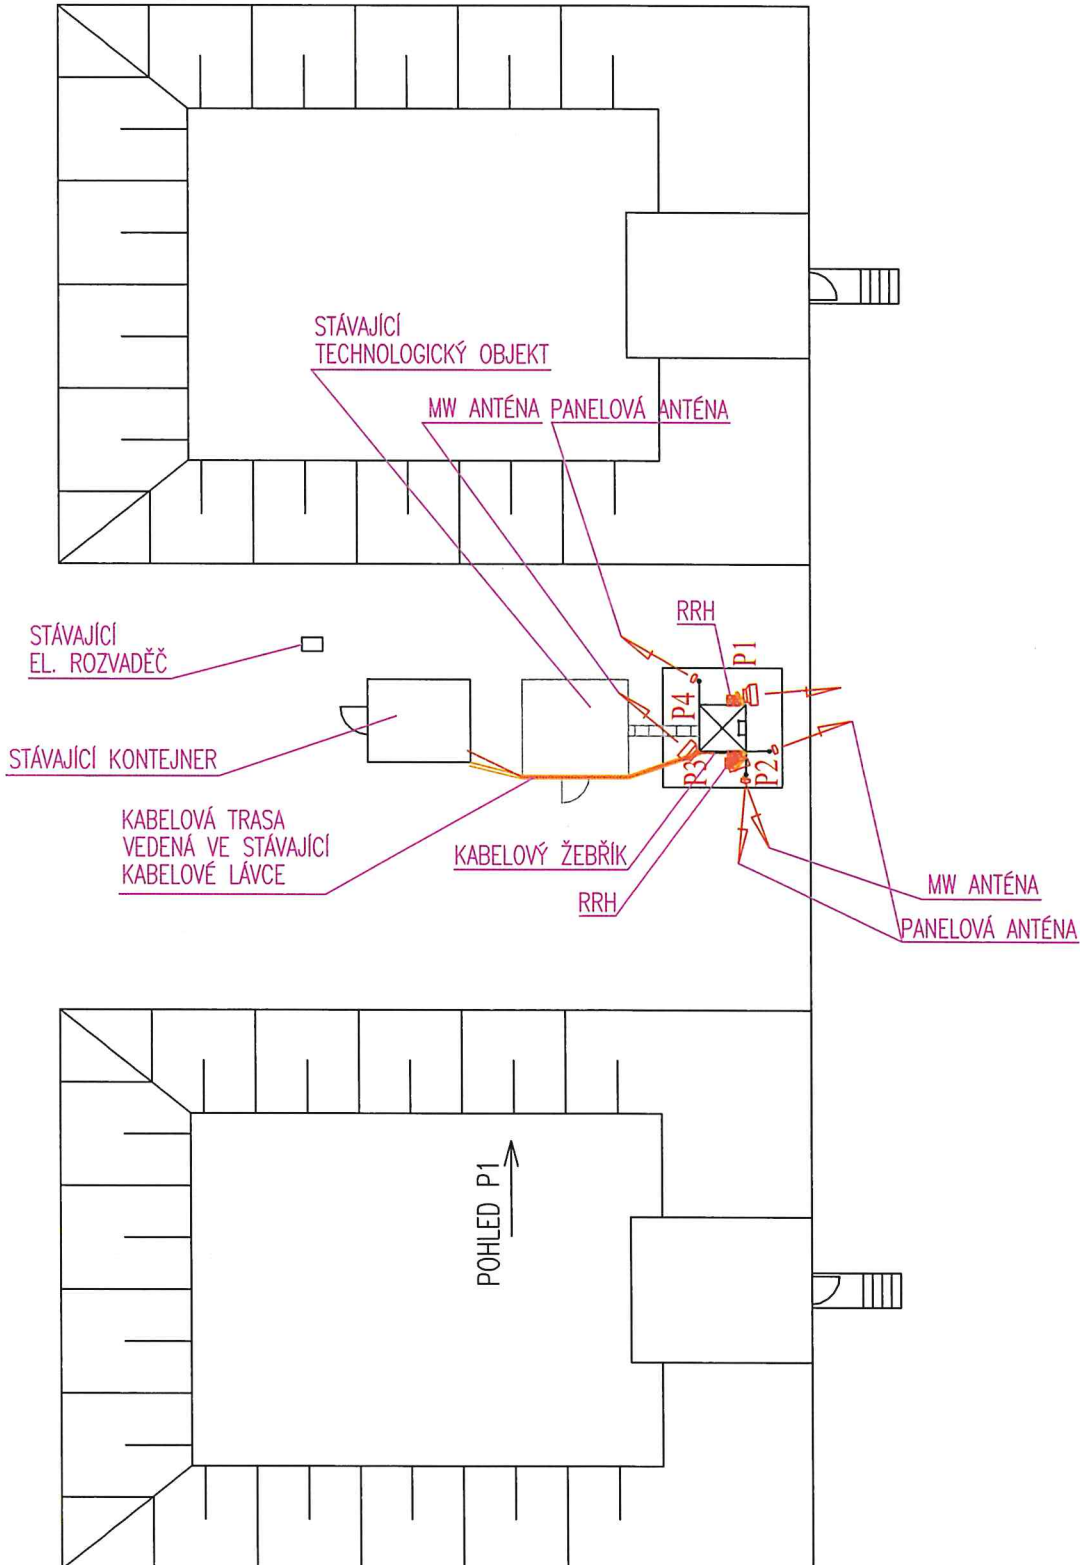 STÁVAJÍCÍ
TECHNOLOGICKÝ OBJEKT
MW ANTÉNA
PANELOVÁ ANTÉNA
RRH
P1
STÁVAJÍCÍ
EL. ROZVADĚČ
P4
STÁVAJÍCÍ KONTEJNER
P3
P2
KABELOVÁ TRASA
VEDENÁ VE STÁVAJÍCÍ
KABELOVÉ LÁVCE
KABELOVÝ ŽEBŘÍK
RRH
MW ANTÉNA
PANELOVÁ ANTÉNA
POHLED P1